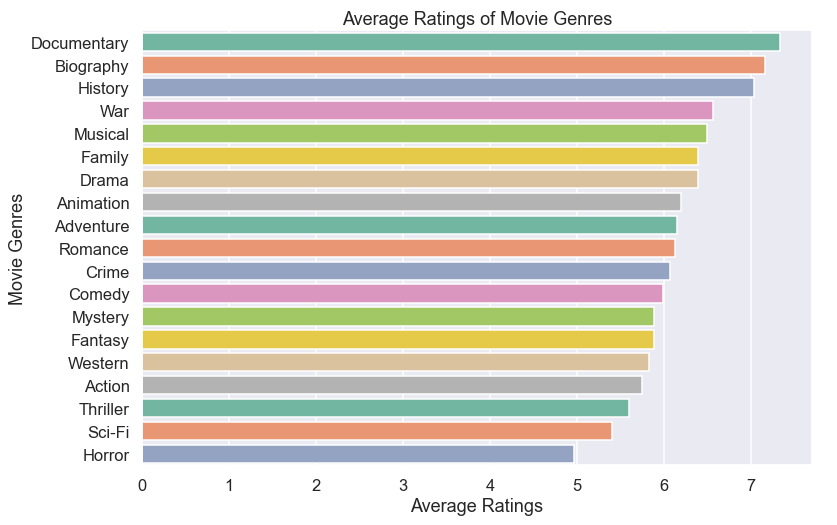 Average Ratings of Movie Genres
Movie Genres
Documentary
Biography
History
War
Musical
Family
Drama
Animation
Adventure
Romance
Crime
Comedy
Mystery
Fantasy
Western
Action
Thriller
Sci-Fi
Horror
0 1 2 3 4 5 6 7
Average Ratings